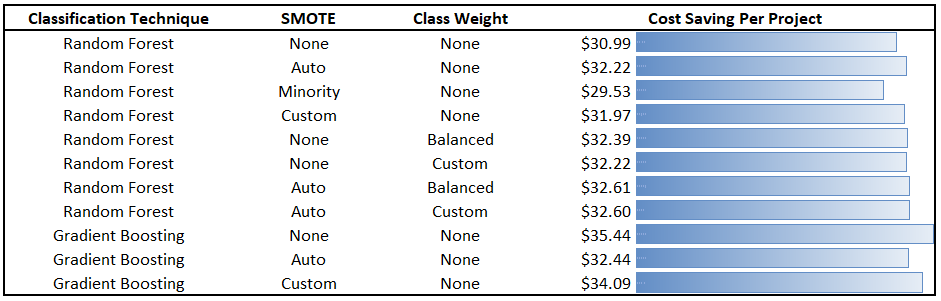 Classification Technique SMOTE Class Weight Cost Saving Per Project
Random Forest None None $30.99
Random Forest Auto None $32.22
Random Forest Minority None $29.53
Random Forest Custom None $31.97
Random Forest None Balanced $32.39
Random Forest None Custom $32.22
Random Forest Auto Balanced $32.61
Random Forest Auto Custom $32.60
Gradient Boosting None None $35.44
Gradient Boosting Auto None $32.44
Gradient Boosting Custom None $34.09